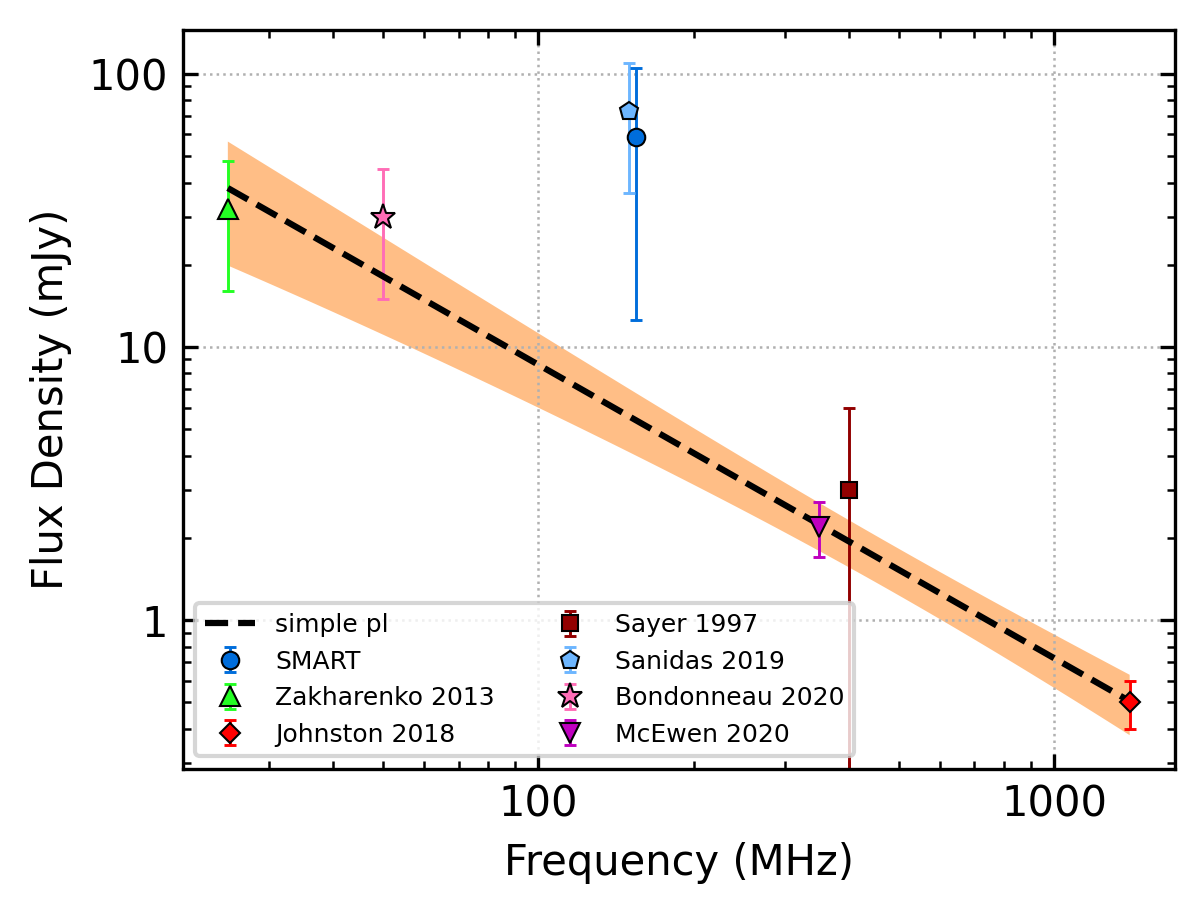 100
10
1
Flux Density (mJy)
simple pl
SMART
Zakharenko 2013
Johnston 2018
Sayer 1997
Sanidas 2019
Bondonneau 2020
McEwen 2020
100 1000
Frequency (MHz)